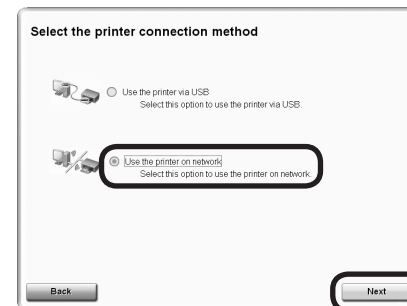 Select the printer connection method
Use the printer via USB
Select this option to use the printer via USB.
Use the printer on network
Select this option to use the printer on network.
Back
Next